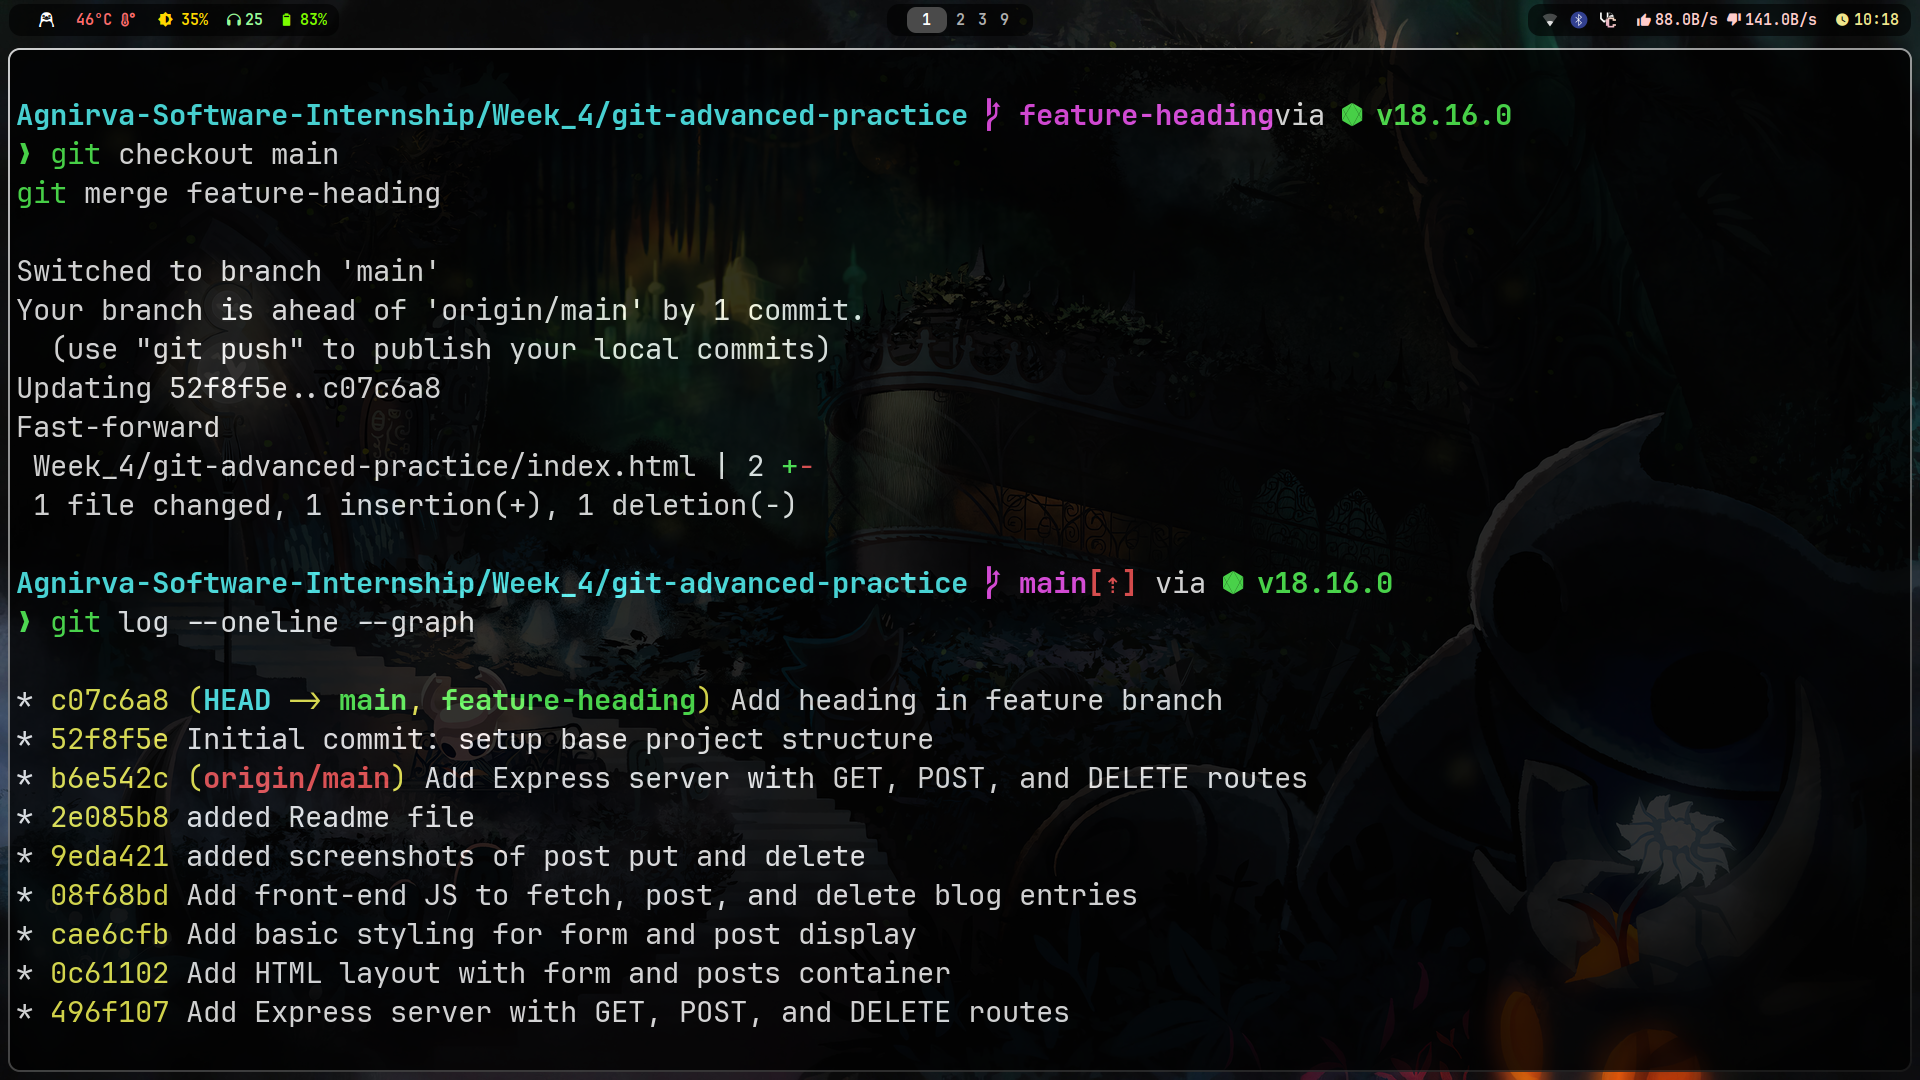 46°C 35% 25 83% 1 2 3 9 88.0B/s 141.0B/s 10:18
Agnirva-Software-Internship/Week_4/git-advanced-practice feature-headingvia v18.16.0
❯ git checkout main
git merge feature-heading
Switched to branch 'main'
Your branch is ahead of 'origin/main' by 1 commit.
(use "git push" to publish your local commits)
Updating 52f8f5e..c07c6a8
Fast-forward
Week_4/git-advanced-practice/index.html | 2 +-
1 file changed, 1 insertion(+), 1 deletion(-)
Agnirva-Software-Internship/Week_4/git-advanced-practice main[⇡] via v18.16.0
❯ git log --oneline --graph
* c07c6a8 (HEAD -> main, feature-heading) Add heading in feature branch
* 52f8f5e Initial commit: setup base project structure
* b6e542c (origin/main) Add Express server with GET, POST, and DELETE routes
* 2e085b8 added Readme file
* 9eda421 added screenshots of post put and delete
* 08f68bd Add front-end JS to fetch, post, and delete blog entries
* cae6cfb Add basic styling for form and post display
* 0c61102 Add HTML layout with form and posts container
* 496f107 Add Express server with GET, POST, and DELETE routes